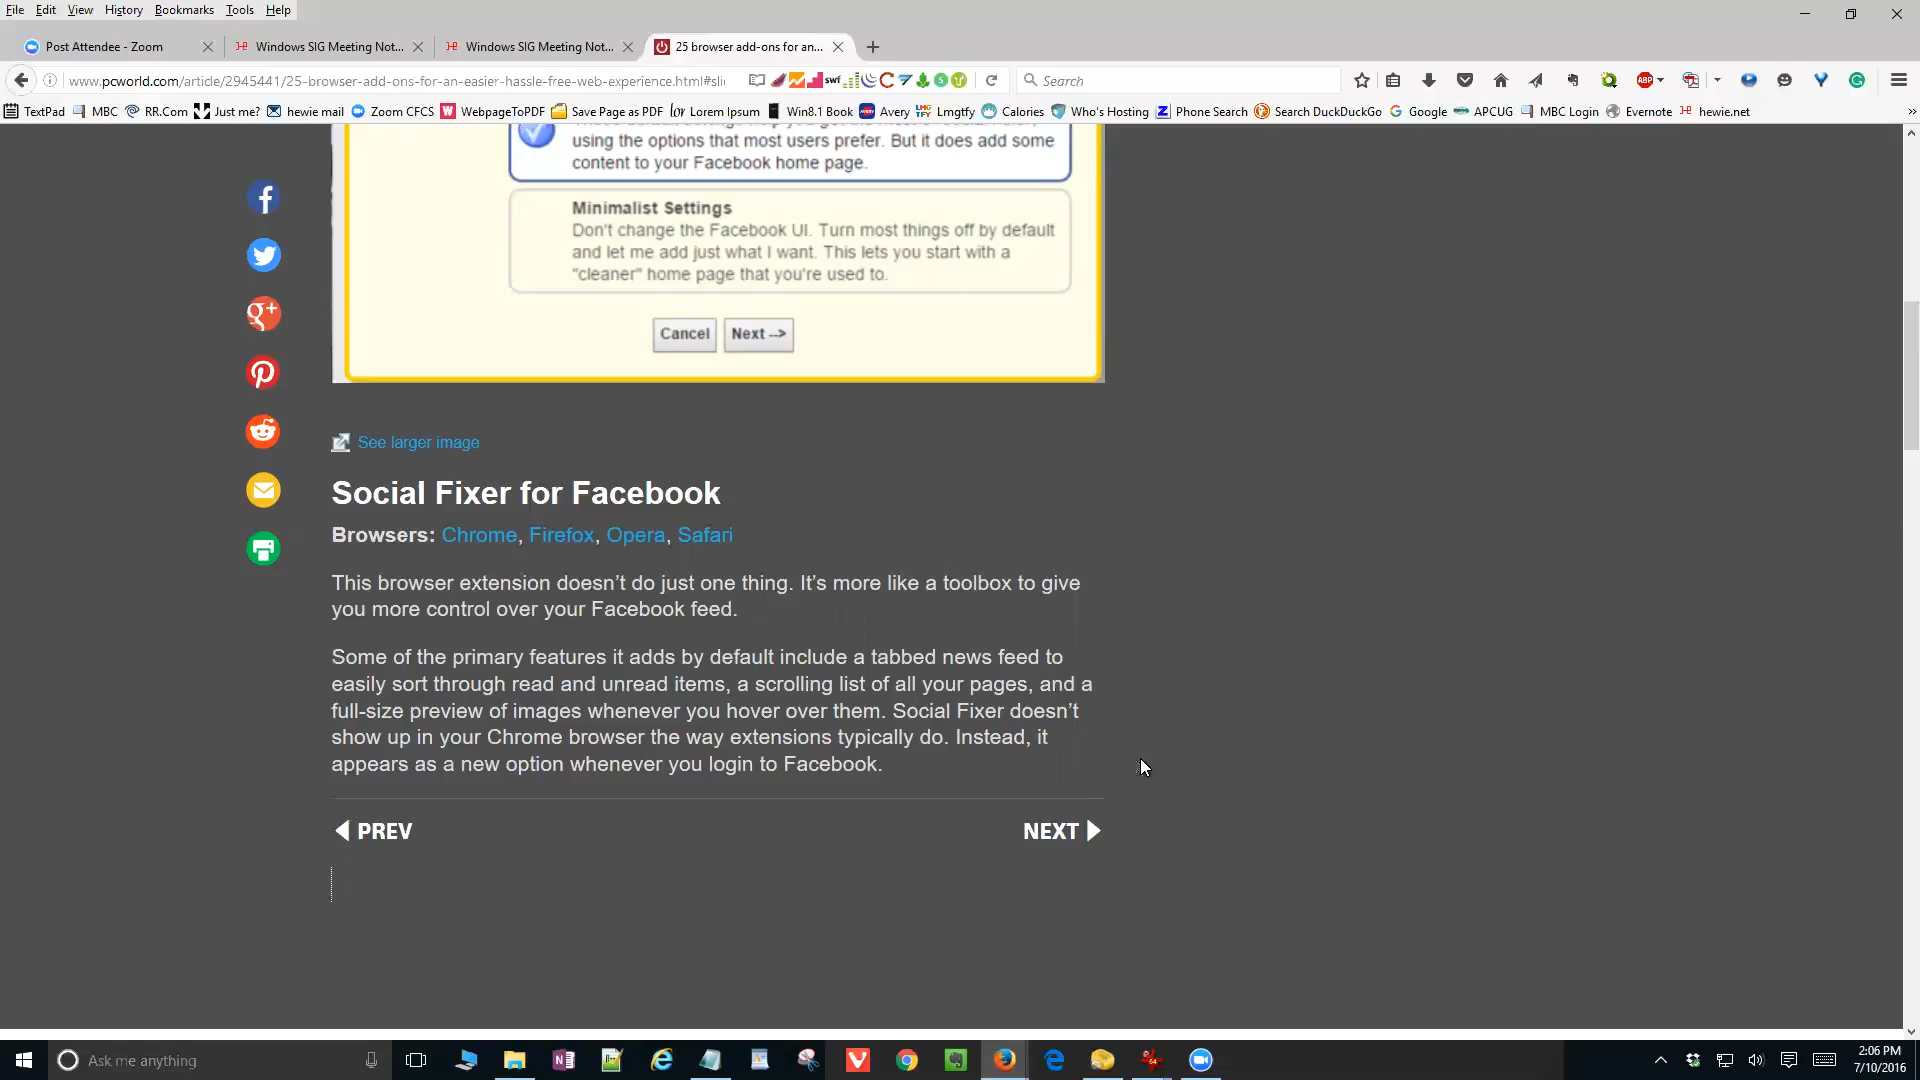 File Edit View History Bookmarks Tools Help
Post Attendee - Zoom
Windows SIG Meeting Not...
Windows SIG Meeting Not...
25 browser add-ons for an...
www.pcworld.com/article/2945441/25-browser-add-ons-for-an-easier-hassle-free-web-experience.html#slic
swf
Search
ABP
TextPad MBC RR.Com Just me? hewie mail Zoom CFCS WebpageToPDF Save Page as PDF Lorem Ipsum Win8.1 Book Avery Lmgtfy Calories Who's Hosting Phone Search Search DuckDuckGo Google APCUG MBC Login Evernote hewie.net
using the options that most users prefer. But it does add some
content to your Facebook home page.
Minimalist Settings
Don't change the Facebook UI. Turn most things off by default
and let me add just what I want. This lets you start with a
"cleaner" home page that you're used to.
Cancel Next -->
See larger image
Social Fixer for Facebook
Browsers: Chrome, Firefox, Opera, Safari
This browser extension doesn’t do just one thing. It’s more like a toolbox to give
you more control over your Facebook feed.
Some of the primary features it adds by default include a tabbed news feed to
easily sort through read and unread items, a scrolling list of all your pages, and a
full-size preview of images whenever you hover over them. Social Fixer doesn’t
show up in your Chrome browser the way extensions typically do. Instead, it
appears as a new option whenever you login to Facebook.
PREV NEXT
Ask me anything
2:06 PM
7/10/2016